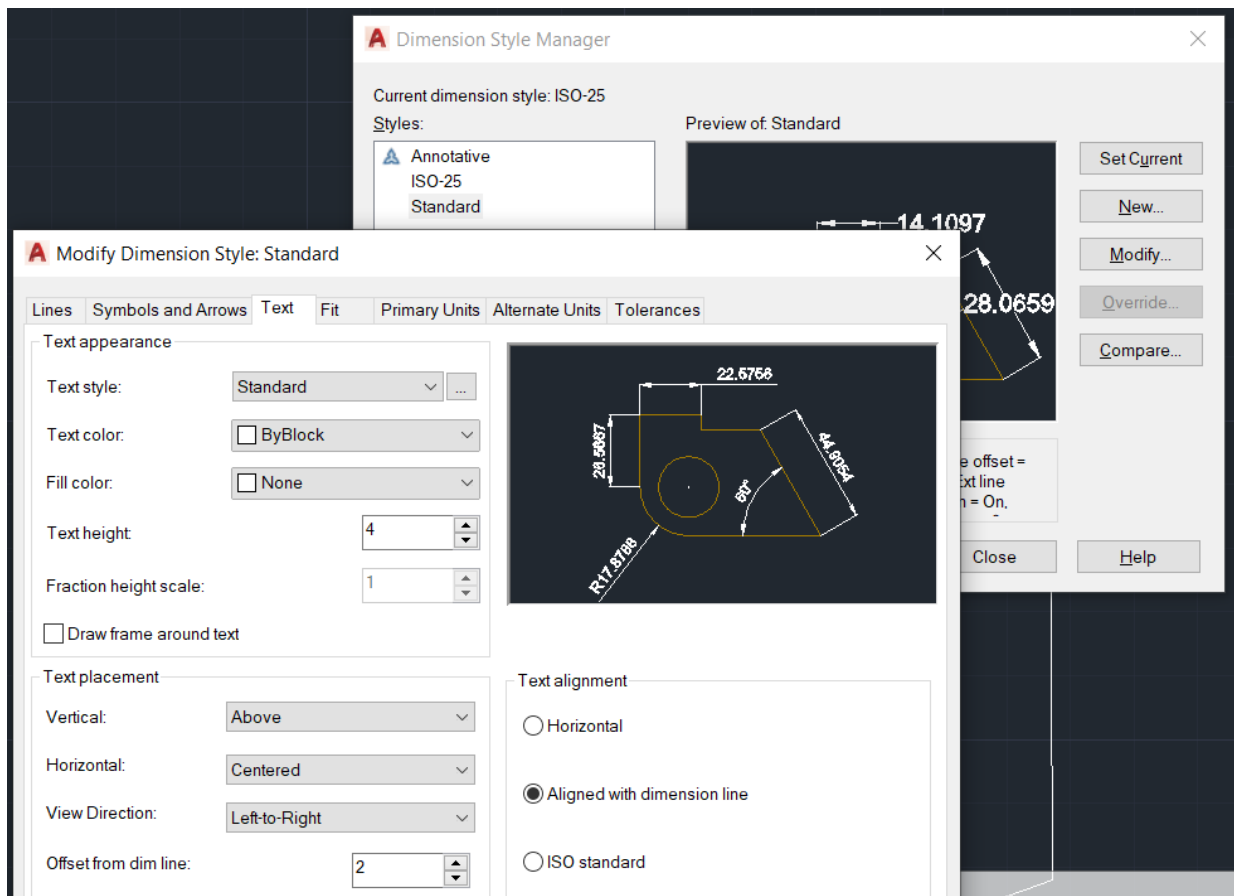 Dimension Style Manager
Current dimension style: ISO-25
Styles:
Preview of: Standard
Annotative
ISO-25
Standard
14.1097
28.0659
Set Current
New...
Modify...
Override...
Compare...
e offset =
Ext line
n = On,
Close
Help
Modify Dimension Style: Standard
Lines
Symbols and Arrows
Text
Fit
Primary Units
Alternate Units
Tolerances
Text appearance
Text style:
Standard
...
Text color:
ByBlock
Fill color:
None
Text height:
4
Fraction height scale:
1
Draw frame around text
22.5756
26.5667
44.9054
60°
R17.8788
Text placement
Vertical:
Above
Horizontal:
Centered
View Direction:
Left-to-Right
Offset from dim line:
2
Text alignment
Horizontal
Aligned with dimension line
ISO standard